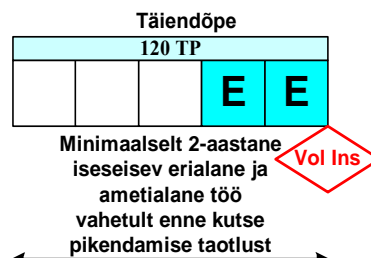 Täiendõpe
120 TP
E E
Minimaalselt 2-aastane
iseseisev erialane ja
ametialane töö
vahetult enne kutse
pikendamise taotlust
Vol Ins